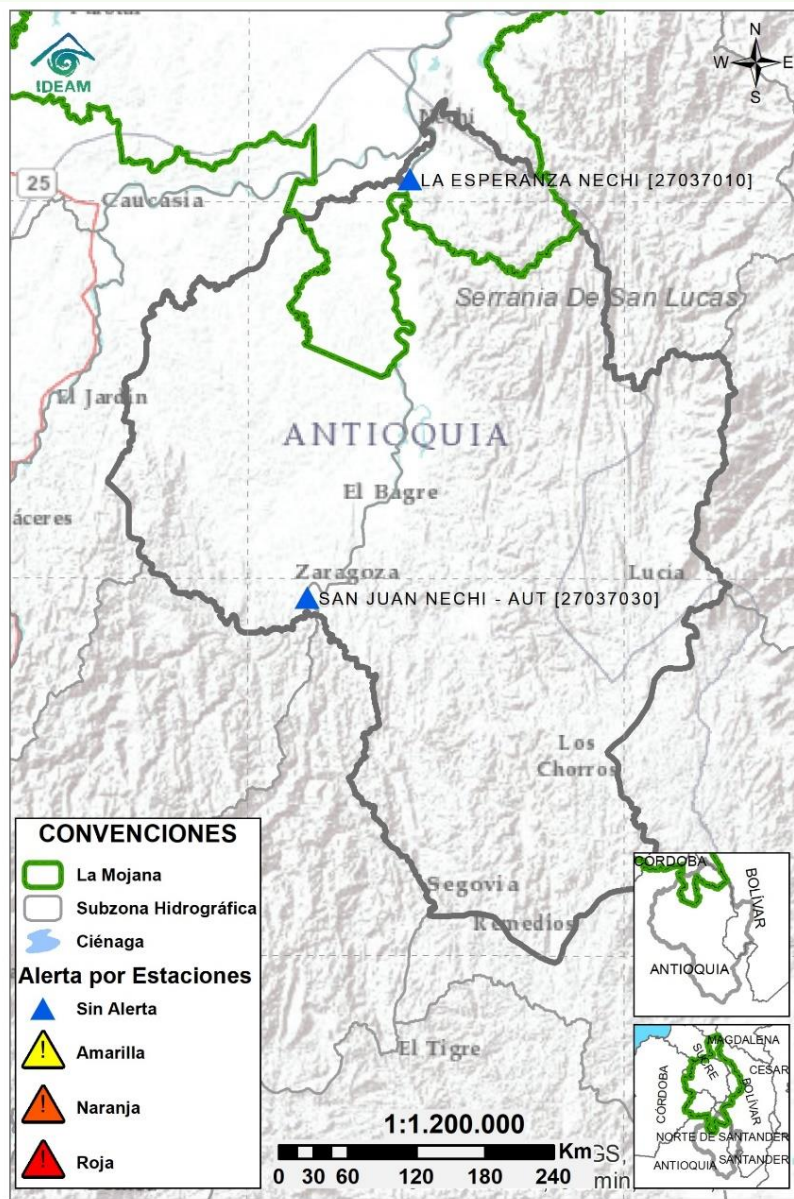 IDEAM
N
W E
S
Nechi
LA ESPERANZA NECHI [27037010]
25
Caucasia
Serrania De San Lucas
El Jardin
ANTIOQUIA
El Bagre
áceres
Zaragoza
Lucia
SAN JUAN NECHI - AUT [27037030]
Los
Chorros
Segovia
Remedios
El Tigre
CONVENCIONES
La Mojana
Subzona Hidrográfica
Ciénaga
Alerta por Estaciones
Sin Alerta
Amarilla
Naranja
Roja
1:1.200.000
Km
0 30 60 120 180 240
GS,
min
CÓRDOBA
BOLÍVAR
ANTIOQUIA
MAGDALENA
SUCRE
CESAR
CÓRDOBA
BOLÍVAR
NORTE DE SANTANDER
ANTIOQUIA
SANTANDER